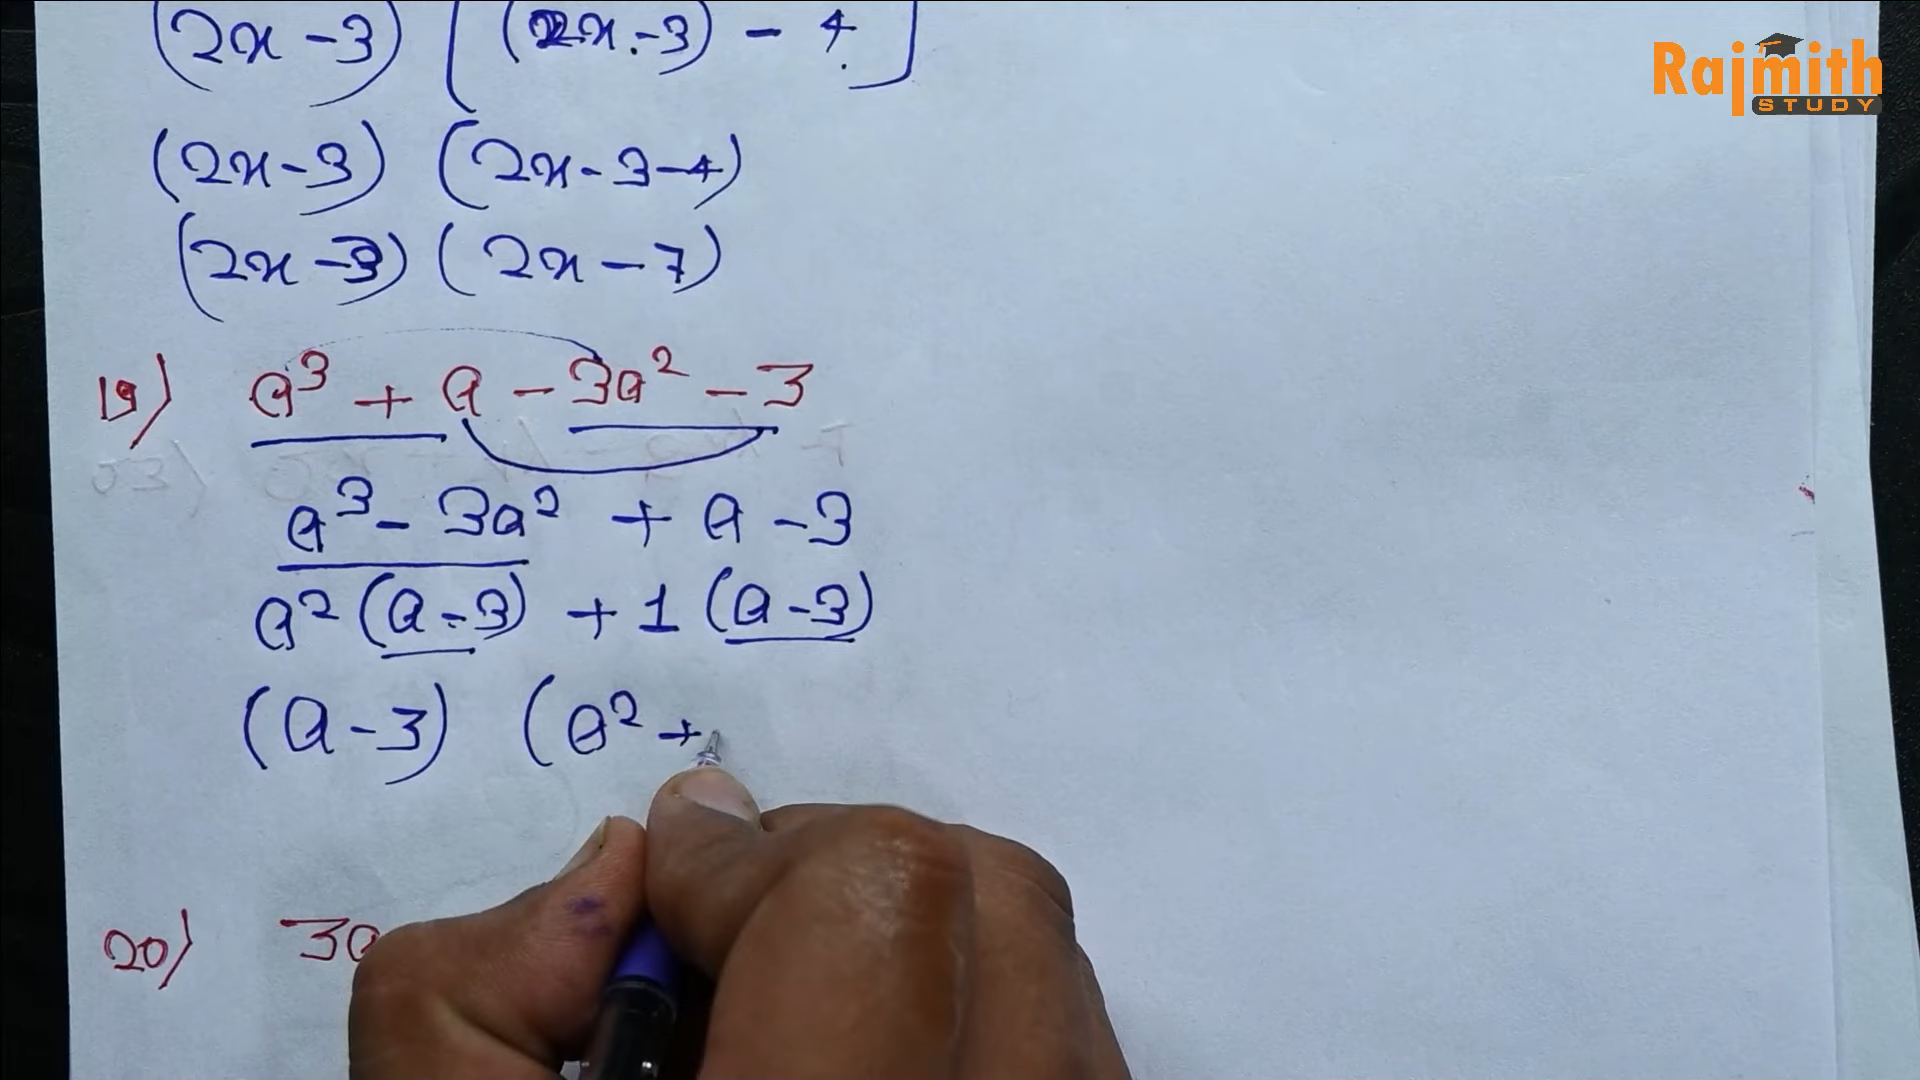 Rajmith
STUDY
(2x - 3) [ (2x - 3) - 4 ]
(2x - 3) (2x - 3 - 4)
(2x - 3) (2x - 7)
19) a³ + a - 3a² - 3
a³ - 3a² + a - 3
a² (a - 3) + 1 (a - 3)
(a - 3) (a² +
20) 3a